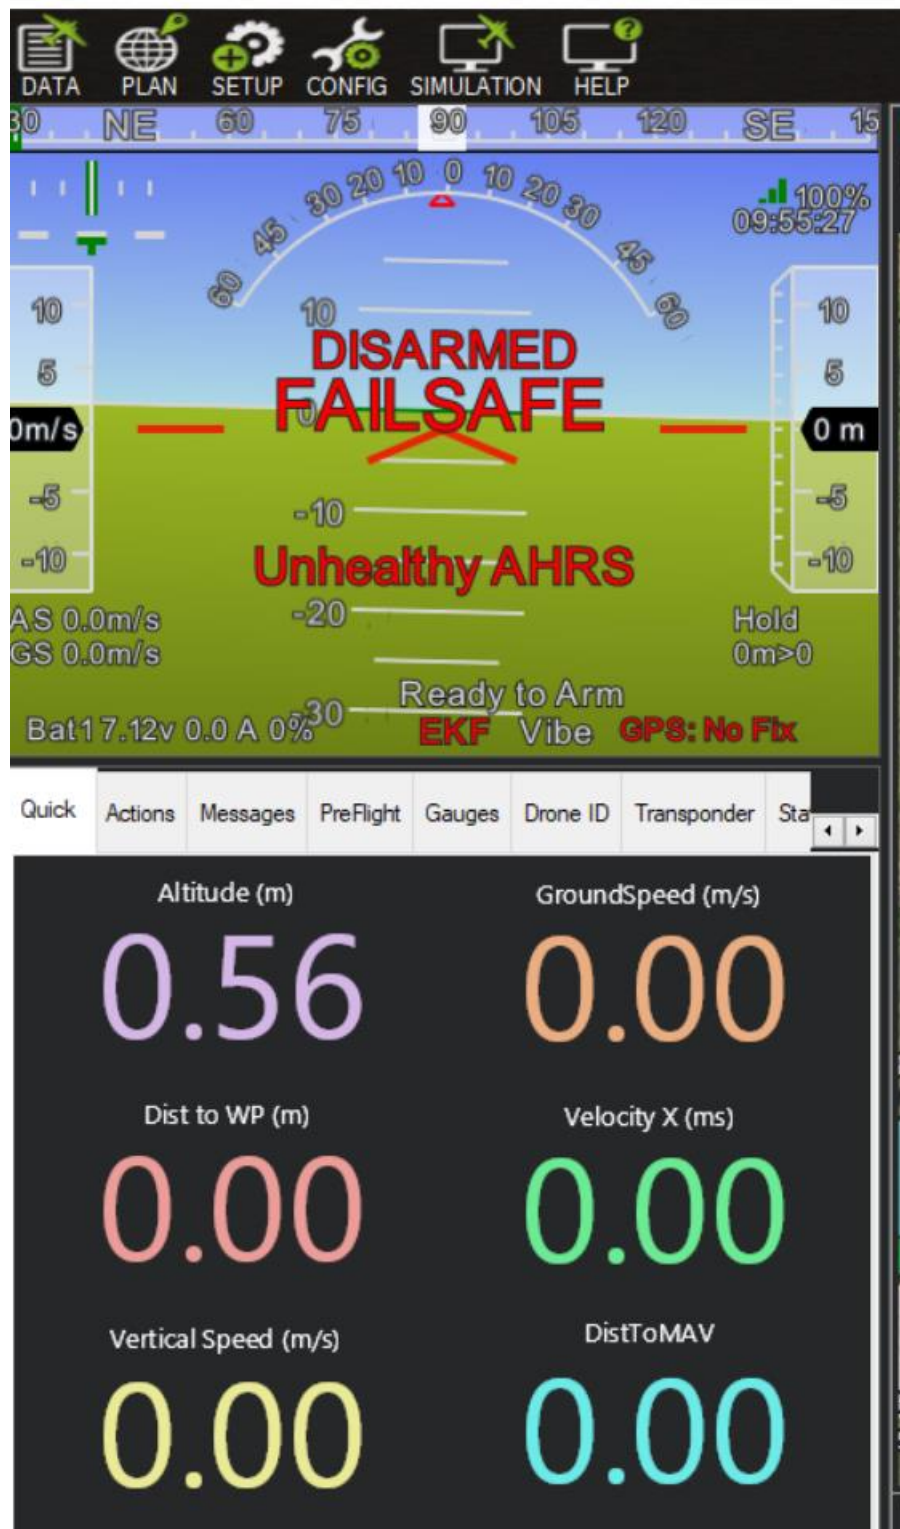 DATA PLAN SETUP CONFIG SIMULATION HELP
30 NE 60 75 90 105 120 SE 15
60 45 30 20 10 0 10 20 30 45 60
100%
09:55:27
10 10 10
DISARMED
5 5
FAILSAFE
0
0m/s 0 m
-5 -5
-10
-10 -10
Unhealthy AHRS
-20
AS 0.0m/s Hold
GS 0.0m/s 0m>0
Ready to Arm
-30
Bat1 7.12v 0.0 A 0% EKF Vibe GPS: No Fix
Quick Actions Messages PreFlight Gauges Drone ID Transponder Sta
Altitude (m) GroundSpeed (m/s)
0.56 0.00
Dist to WP (m) Velocity X (ms)
0.00 0.00
Vertical Speed (m/s) DistToMAV
0.00 0.00